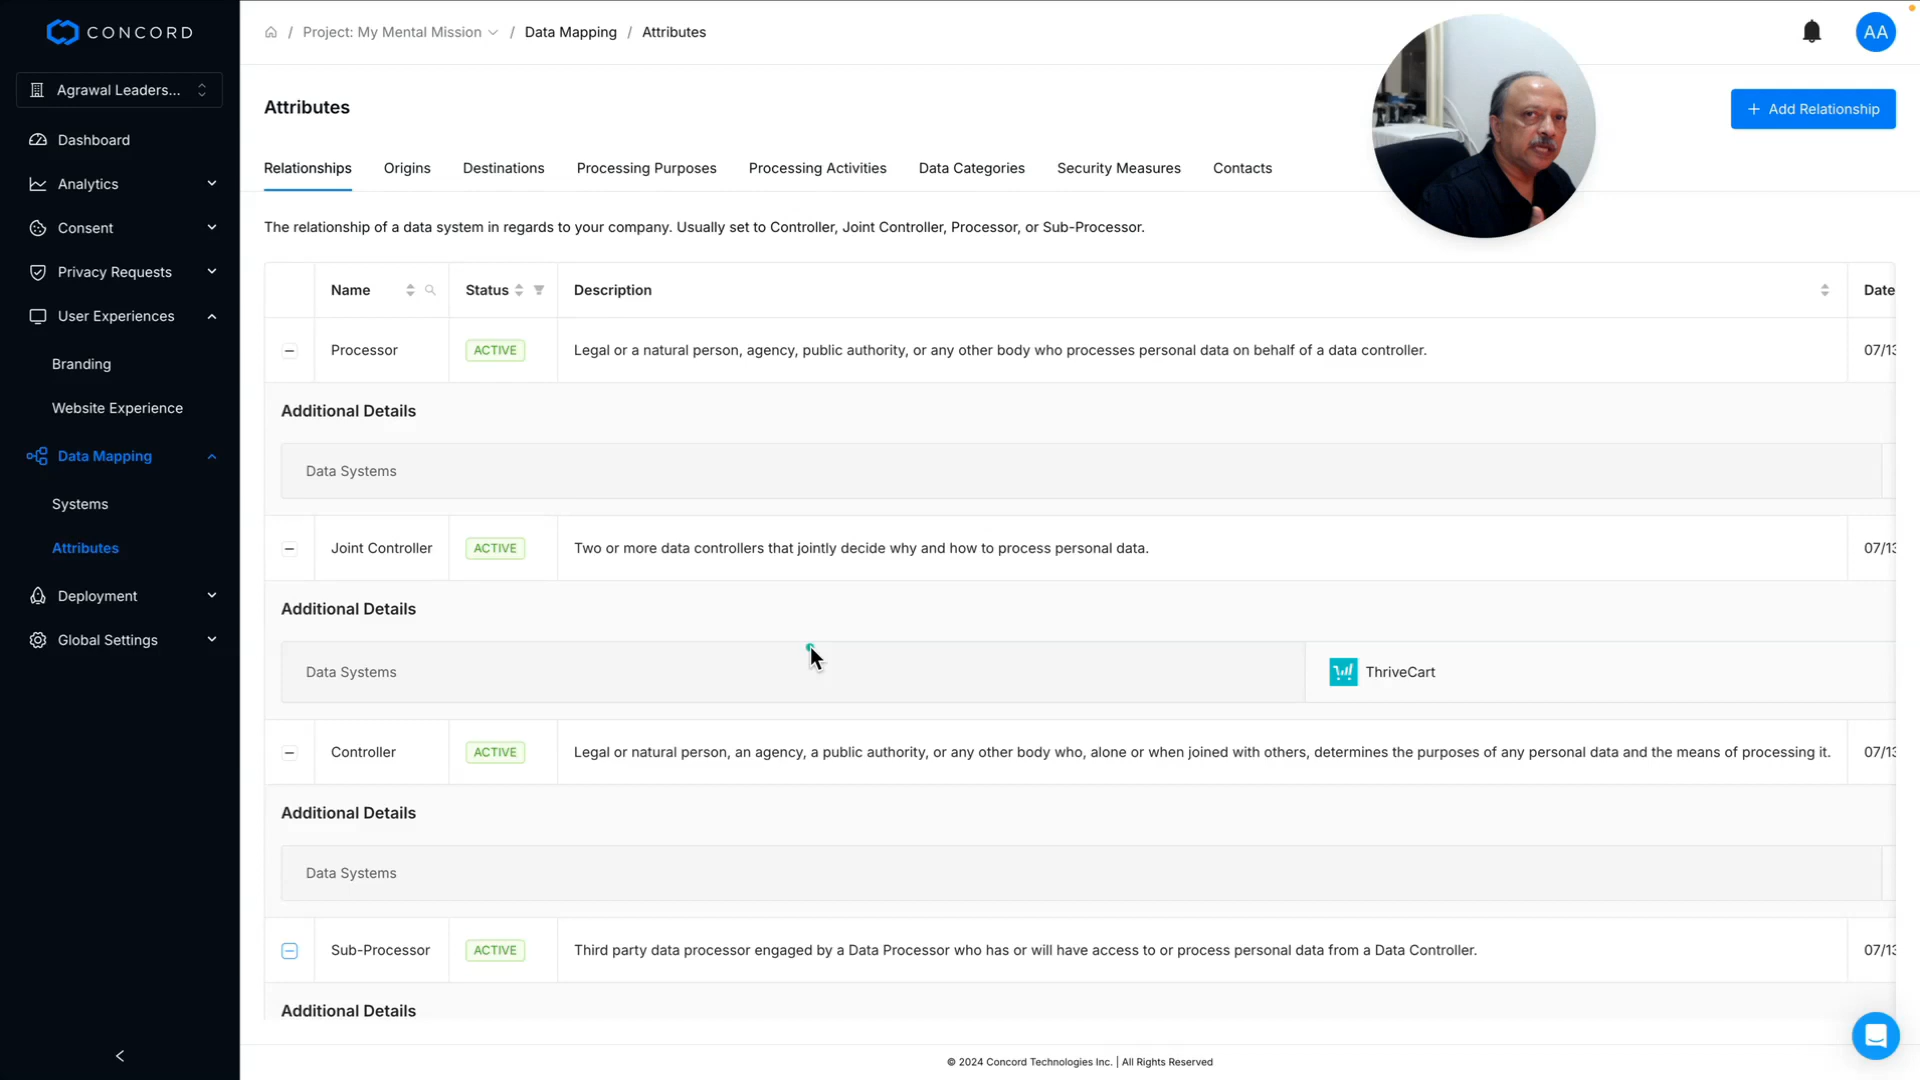 CONCORD
Agrawal Leaders...
Dashboard
Analytics
Consent
Privacy Requests
User Experiences
Branding
Website Experience
Data Mapping
Systems
Attributes
Deployment
Global Settings
/ Project: My Mental Mission / Data Mapping / Attributes
AA
Attributes
+ Add Relationship
Relationships Origins Destinations Processing Purposes Processing Activities Data Categories Security Measures Contacts
The relationship of a data system in regards to your company. Usually set to Controller, Joint Controller, Processor, or Sub-Processor.
Name Status Description Date
Processor ACTIVE Legal or a natural person, agency, public authority, or any other body who processes personal data on behalf of a data controller. 07/13
Additional Details
Data Systems
Joint Controller ACTIVE Two or more data controllers that jointly decide why and how to process personal data. 07/13
Additional Details
Data Systems ThriveCart
Controller ACTIVE Legal or natural person, an agency, a public authority, or any other body who, alone or when joined with others, determines the purposes of any personal data and the means of processing it. 07/13
Additional Details
Data Systems
Sub-Processor ACTIVE Third party data processor engaged by a Data Processor who has or will have access to or process personal data from a Data Controller. 07/13
Additional Details
© 2024 Concord Technologies Inc. | All Rights Reserved